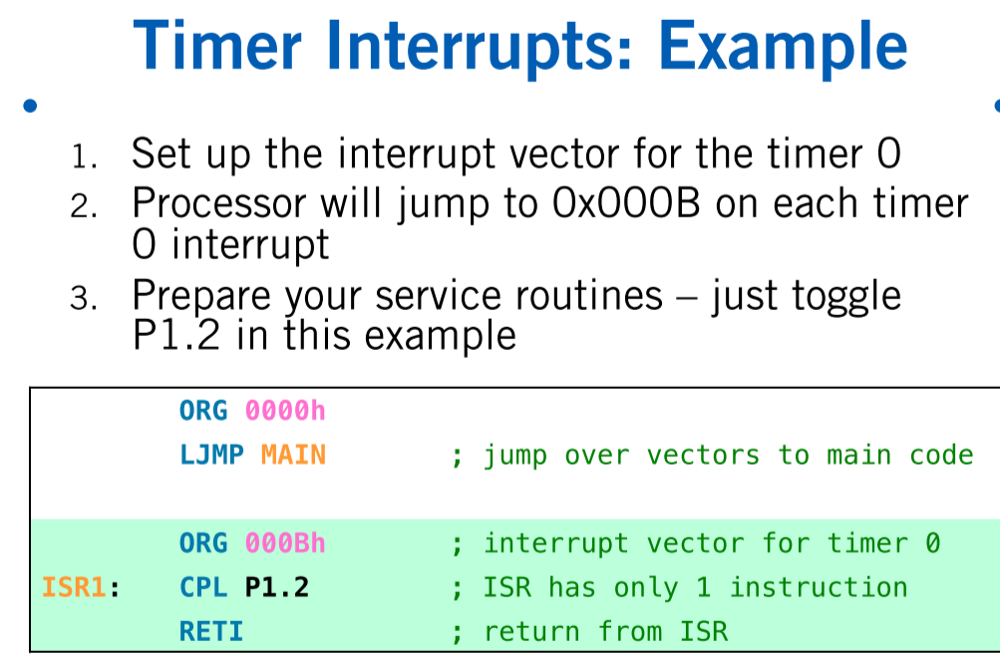 Timer Interrupts: Example
•
1. Set up the interrupt vector for the timer 0
2. Processor will jump to 0x000B on each timer
0 interrupt
3. Prepare your service routines – just toggle
P1.2 in this example
ORG 0000h
LJMP MAIN ; jump over vectors to main code
ORG 000Bh ; interrupt vector for timer 0
ISR1: CPL P1.2 ; ISR has only 1 instruction
RETI ; return from ISR